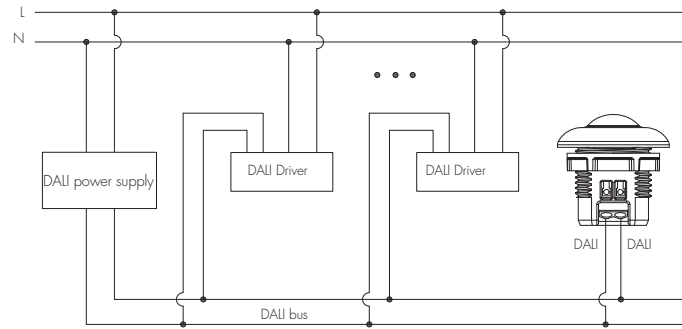 L
N
DALI power supply
DALI Driver
DALI Driver
DALI
DALI
DALI bus